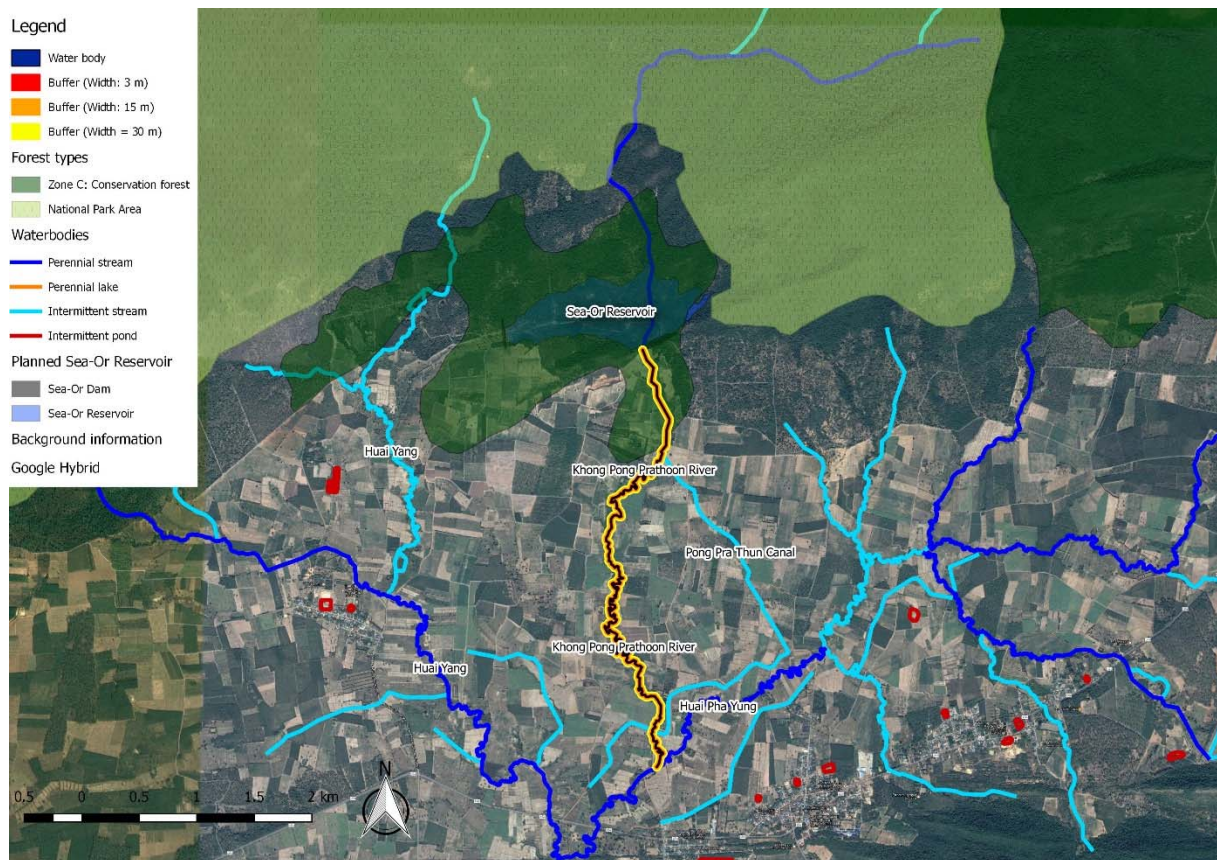 Legend
Water body
Buffer (Width: 3 m)
Buffer (Width: 15 m)
Buffer (Width = 30 m)
Forest types
Zone C: Conservation forest
National Park Area
Waterbodies
Perennial stream
Perennial lake
Intermittent stream
Intermittent pond
Planned Sea-Or Reservoir
Sea-Or Dam
Sea-Or Reservoir
Background information
Google Hybrid
Sea-Or Reservoir
Huai Yang
Khong Pong Prathoon River
Pong Pra Thun Canal
Khong Pong Prathoon River
Huai Yang
Huai Pha Yung
N
0.5 0 0.5 1 1.5 2 km